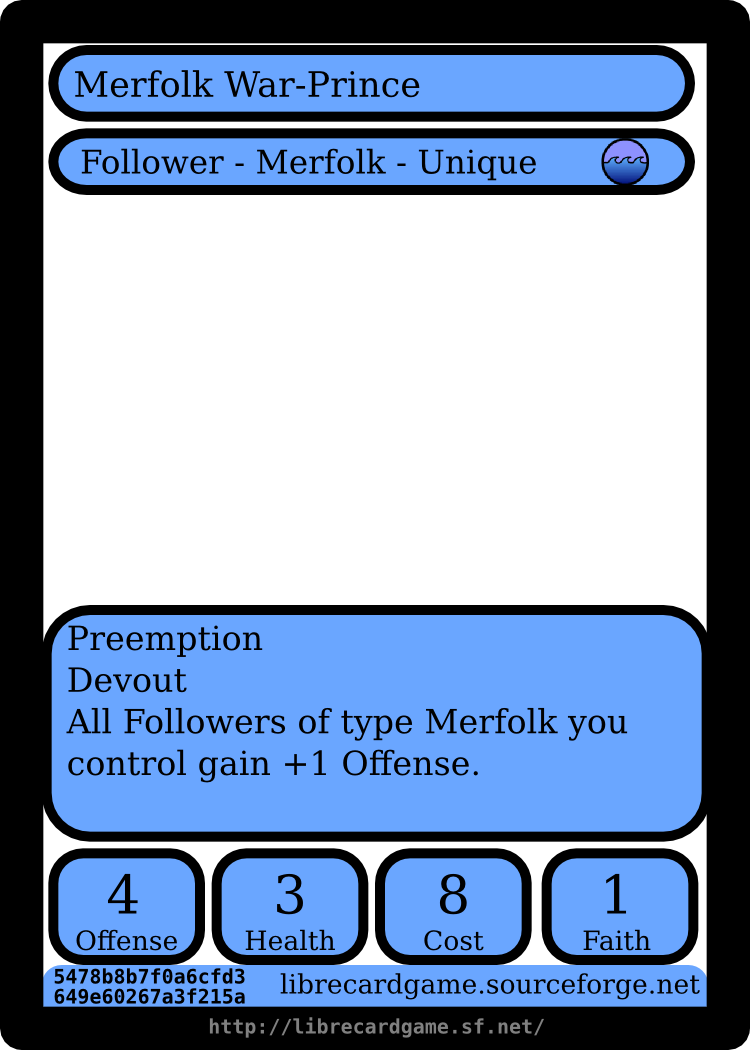 Merfolk War-Prince
Follower - Merfolk - Unique
Preemption
Devout
All Followers of type Merfolk you
control gain +1 Offense.
4 3 8 1
Offense Health Cost Faith
5478b8b7f0a6cfd3
649e60267a3f215a
librecardgame.sourceforge.net
http://librecardgame.sf.net/